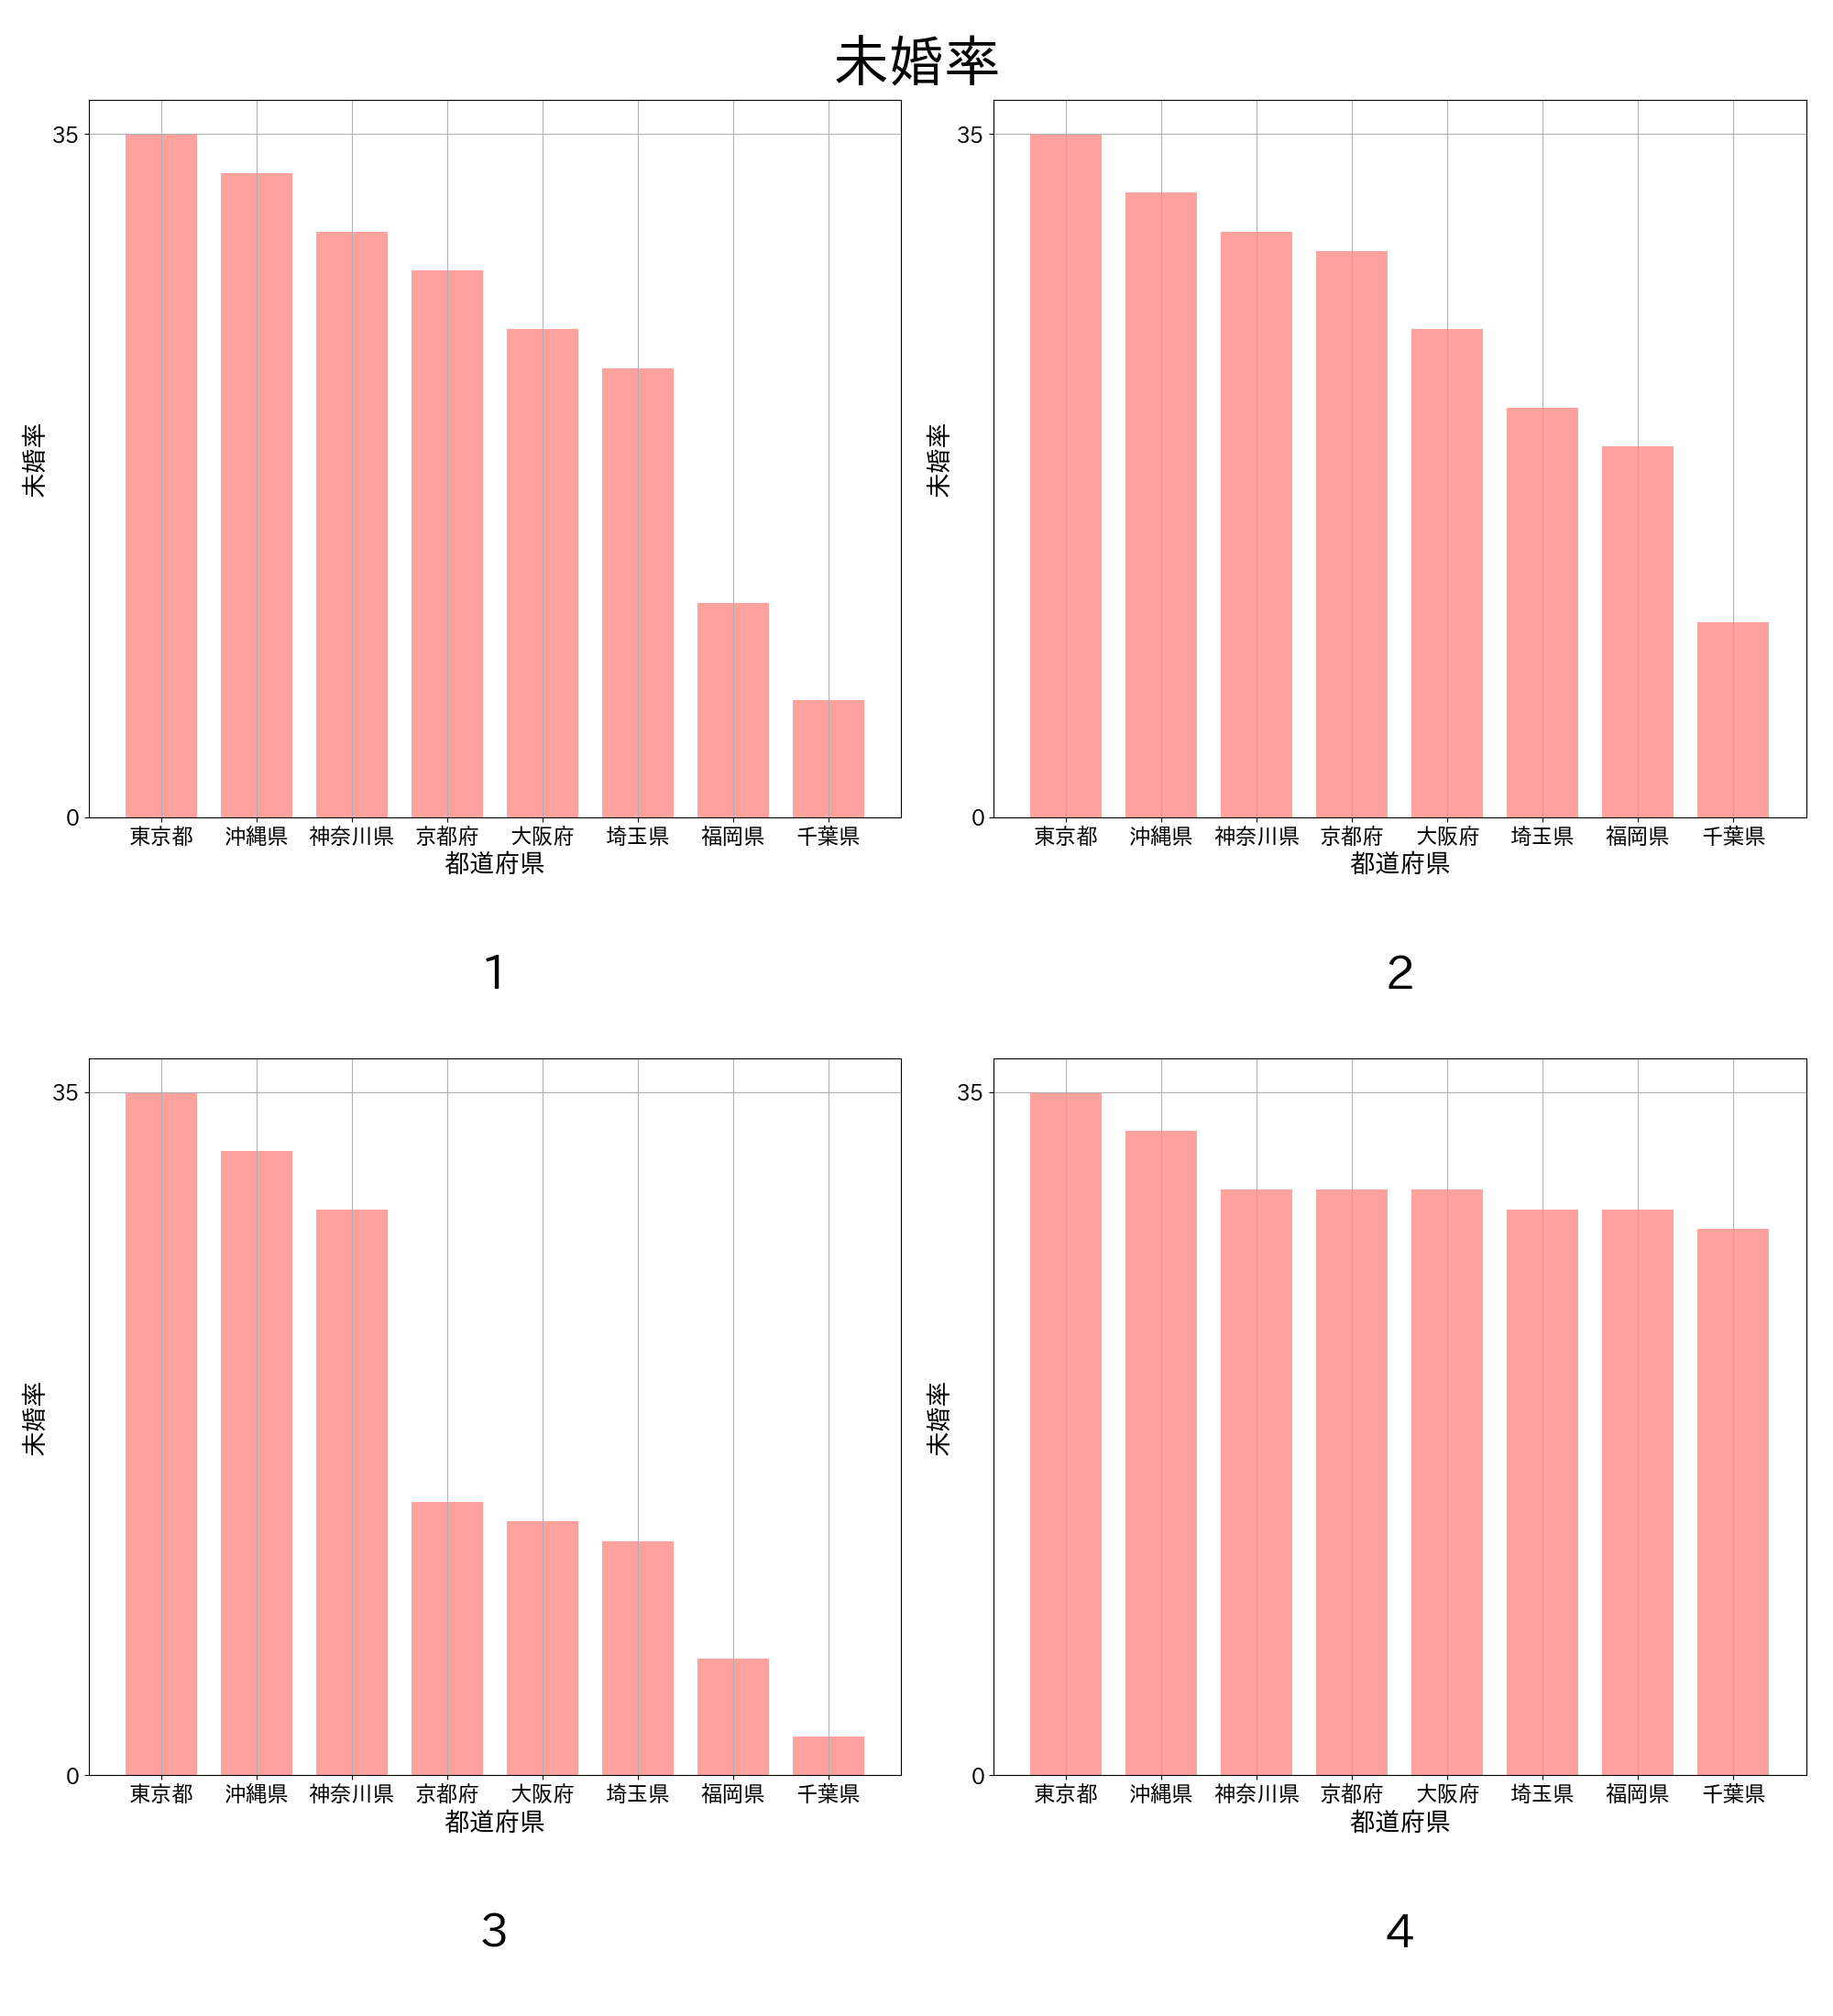 未婚率
35
0
未婚率
東京都 沖縄県 神奈川県 京都府 大阪府 埼玉県 福岡県 千葉県
都道府県
1
35
0
未婚率
東京都 沖縄県 神奈川県 京都府 大阪府 埼玉県 福岡県 千葉県
都道府県
2
35
0
未婚率
東京都 沖縄県 神奈川県 京都府 大阪府 埼玉県 福岡県 千葉県
都道府県
3
35
0
未婚率
東京都 沖縄県 神奈川県 京都府 大阪府 埼玉県 福岡県 千葉県
都道府県
4